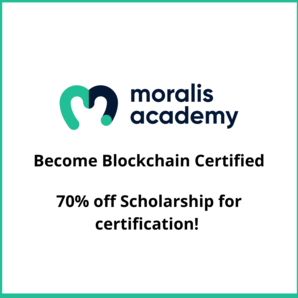 moralis
academy
Become Blockchain Certified
70% off Scholarship for
certification!